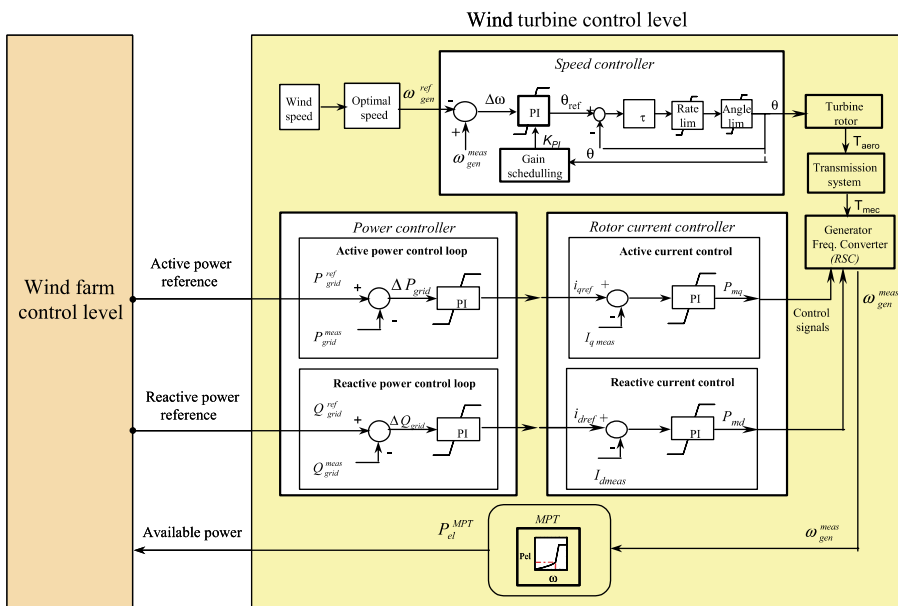 Wind turbine control level
Wind farm
control level
Active power
reference
Reactive power
reference
Available power
Speed controller
Wind
speed
Optimal
speed
ω gen ref
-
+
ω gen meas
Δω
PI
K PI
θ ref
+
-
τ
Rate
lim
Angle
lim
θ
θ
Gain
schedulling
Turbine
rotor
T aero
Transmission
system
T mec
Generator
Freq. Converter
(RSC)
Power controller
Active power control loop
P grid ref
+
-
Δ P grid
PI
P grid meas
Reactive power control loop
Q grid ref
+
-
Δ Q grid
PI
Q grid meas
Rotor current controller
Active current control
i qref
+
-
PI
P mq
I q meas
Reactive current control
i dref
+
-
PI
P md
I dmeas
Control
signals
ω gen meas
MPT
Pel
ω
P el MPT
ω gen meas